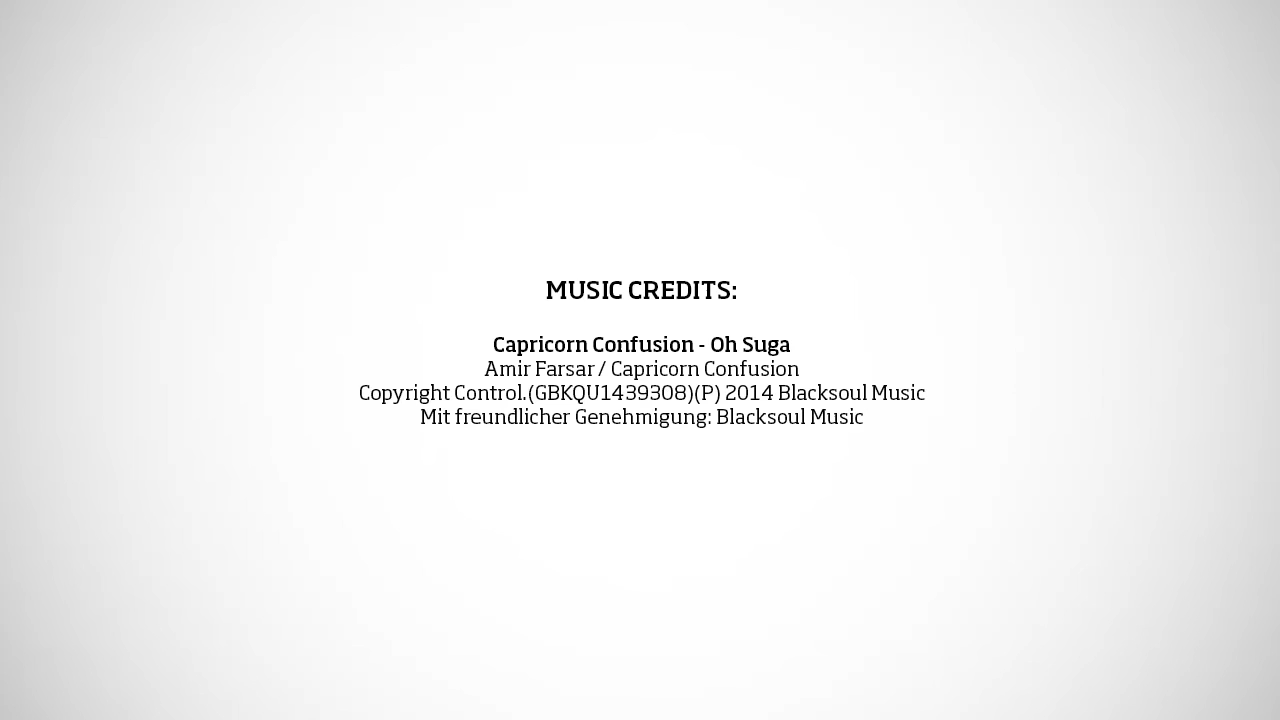 MUSIC CREDITS:
Capricorn Confusion - Oh Suga
Amir Farsar / Capricorn Confusion
Copyright Control.(GBKQU1439308)(P) 2014 Blacksoul Music
Mit freundlicher Genehmigung: Blacksoul Music